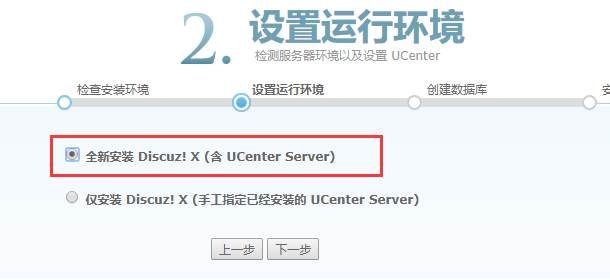 2. 设置运行环境
检测服务器环境以及设置 UCenter
检查安装环境 设置运行环境 创建数据库
全新安装 Discuz! X (含 UCenter Server)
仅安装 Discuz! X (手工指定已经安装的 UCenter Server)
上一步 下一步